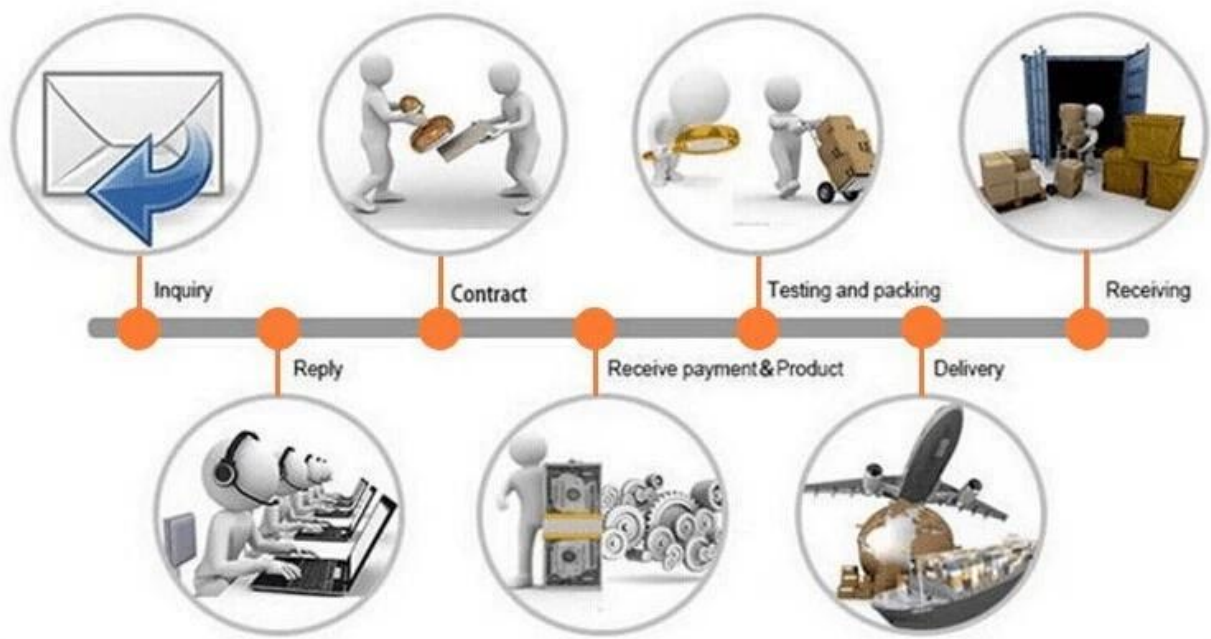 Inquiry
Reply
Contract
Receive payment & Product
Testing and packing
Delivery
Receiving